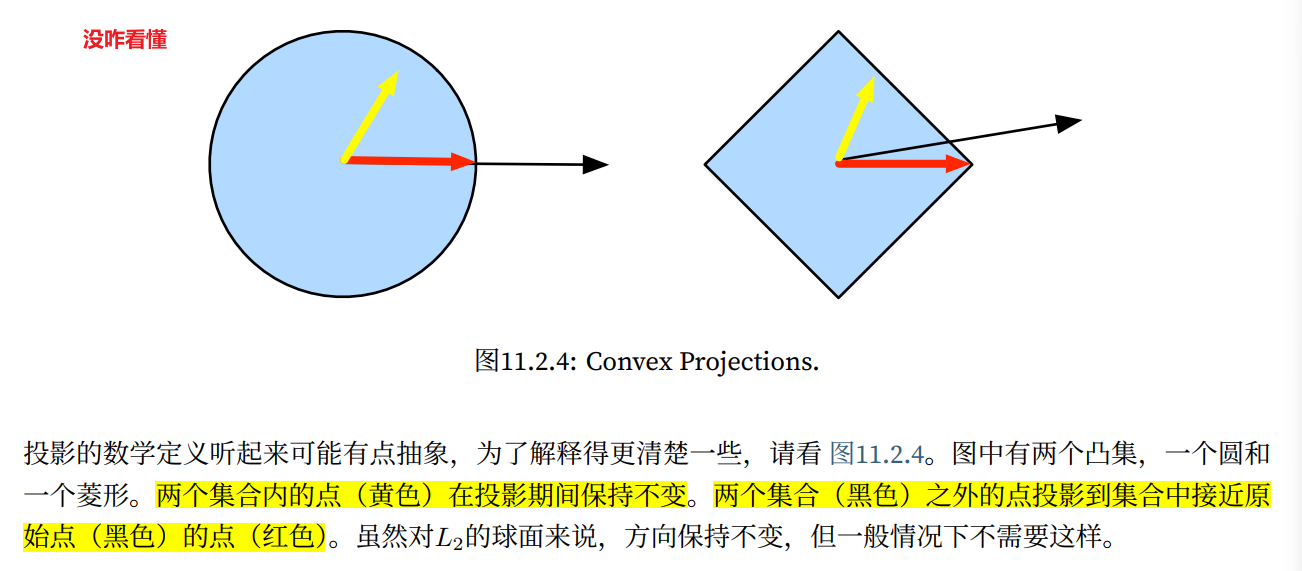 没咋看懂
图11.2.4: Convex Projections.
投影的数学定义听起来可能有点抽象，为了解释得更清楚一些，请看 图11.2.4。图中有两个凸集，一个圆和
一个菱形。两个集合内的点（黄色）在投影期间保持不变。两个集合（黑色）之外的点投影到集合中接近原
始点（黑色）的点（红色）。虽然对L₂的球面来说，方向保持不变，但一般情况下不需要这样。